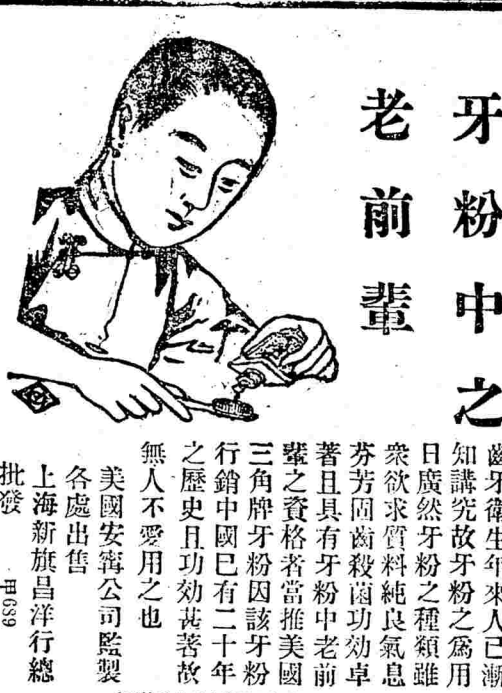 牙粉中之
老前輩
齒牙衛生年來人已漸
知講究故牙粉之爲用
日廣然牙粉之種類雖
衆欲求質料純良氣息
芬芳固齒殺菌功効卓
著且具有牙粉中老前
輩之資格者當推美國
三角牌牙粉因該牙粉
行銷中國已有二十年
之歷史且功効甚著故
無人不愛用之也
美國安甯公司監製
各處出售
上海新旗昌洋行總
批發
甲639